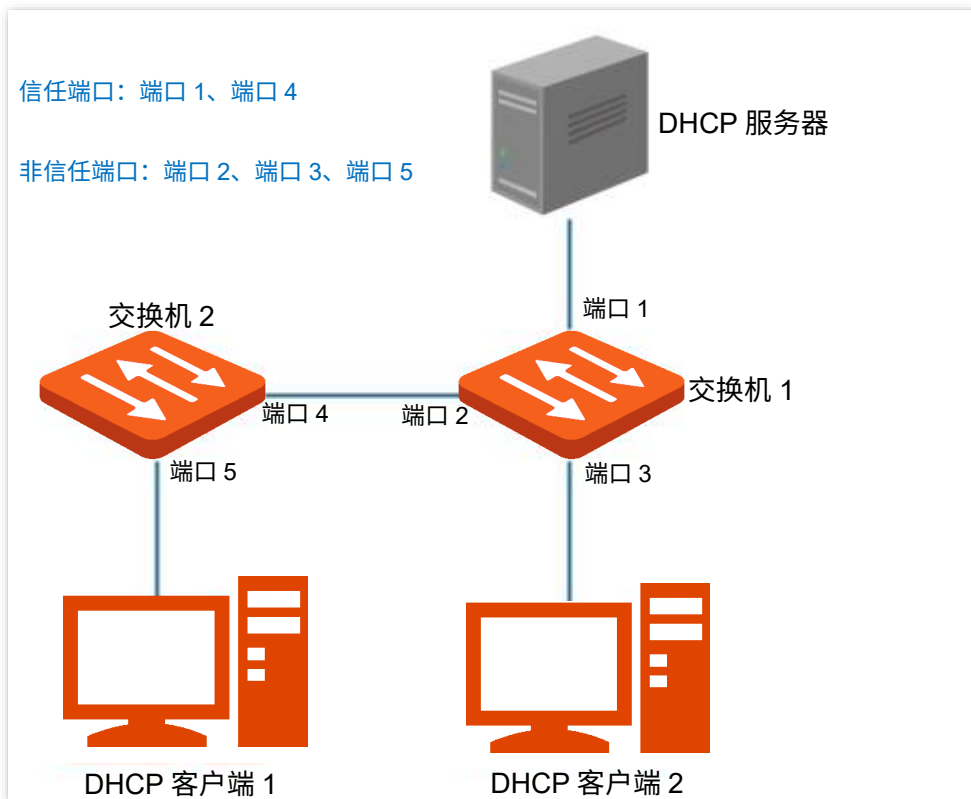 信任端口：端口 1、端口 4
DHCP 服务器
非信任端口：端口 2、端口 3、端口 5
端口 1
交换机 2
交换机 1
端口 4
端口 2
端口 5
端口 3
DHCP 客户端 1
DHCP 客户端 2